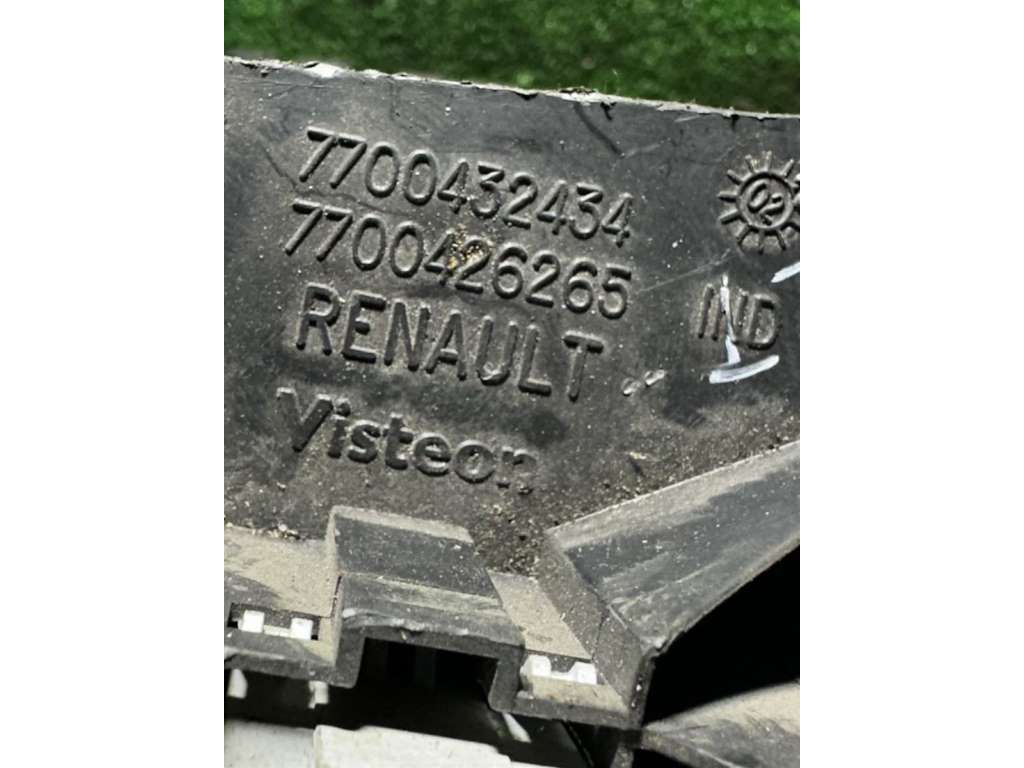 7700432434
7700426265
RENAULT
Visteon
02
IND